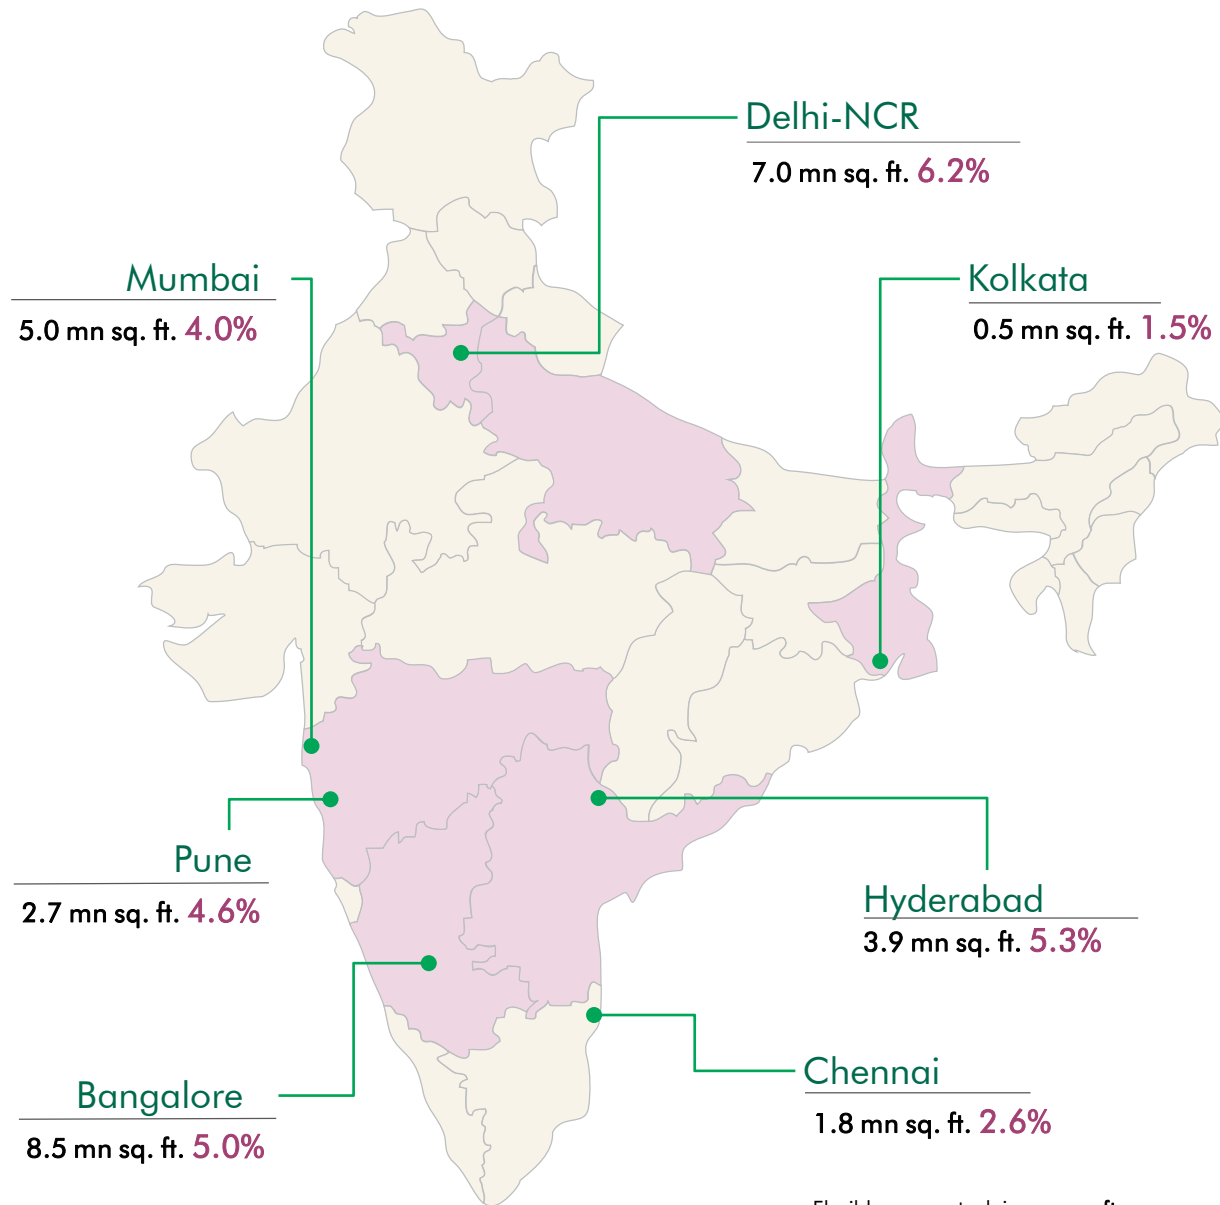 Delhi-NCR
7.0 mn sq. ft. 6.2%
Mumbai
5.0 mn sq. ft. 4.0%
Kolkata
0.5 mn sq. ft. 1.5%
Pune
2.7 mn sq. ft. 4.6%
Hyderabad
3.9 mn sq. ft. 5.3%
Chennai
1.8 mn sq. ft. 2.6%
Bangalore
8.5 mn sq. ft. 5.0%